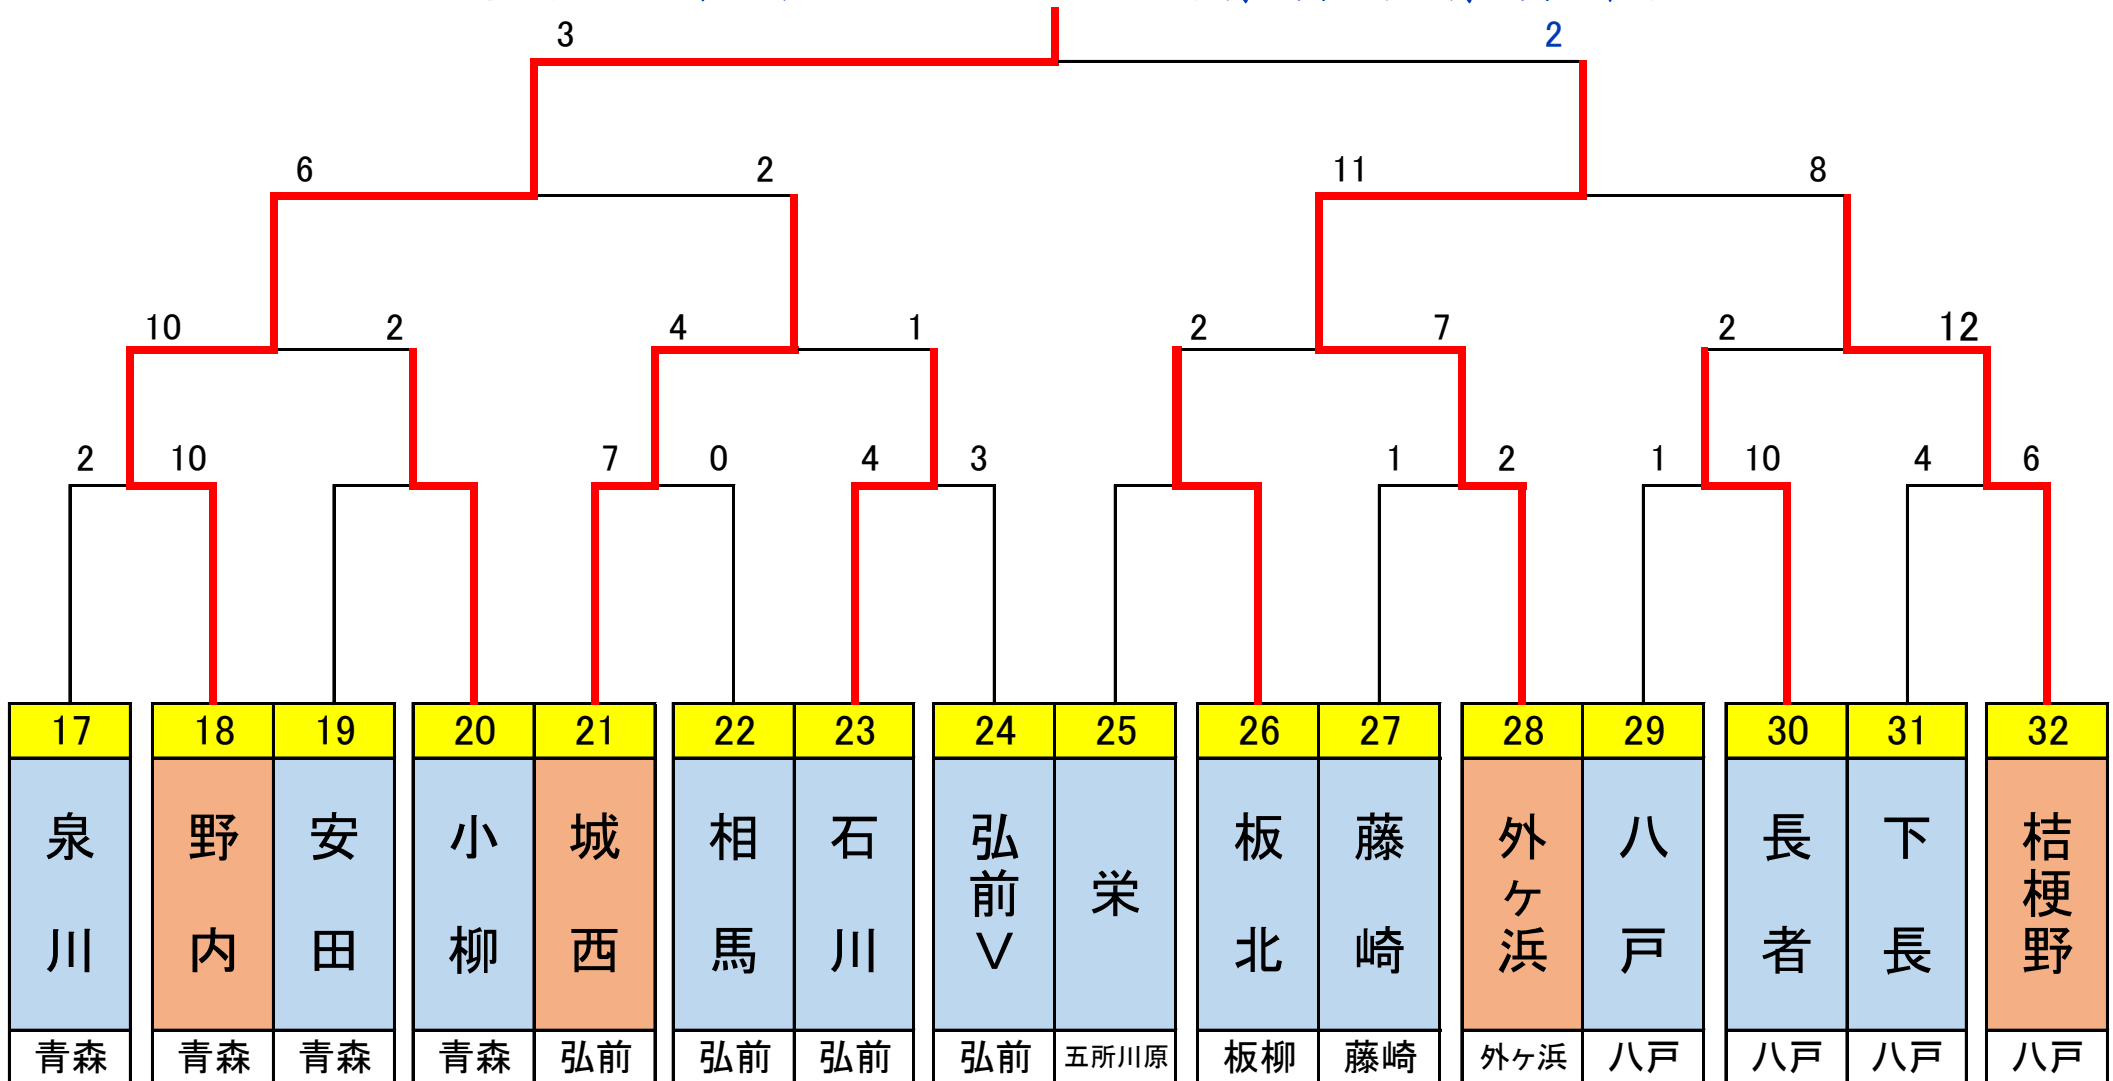 3 2
6 2 11 8
10 2 4 1 2 7 2 12
2 10 7 0 4 3 1 2 1 10 4 6
17 18 19 20 21 22 23 24 25 26 27 28 29 30 31 32
泉川 野内 安田 小柳 城西 相馬 石川 弘前V 栄 板北 藤崎 外ヶ浜 八戸 長者 下長 桔梗野
青森 青森 青森 青森 弘前 弘前 弘前 弘前 五所川原 板柳 藤崎 外ヶ浜 八戸 八戸 八戸 八戸